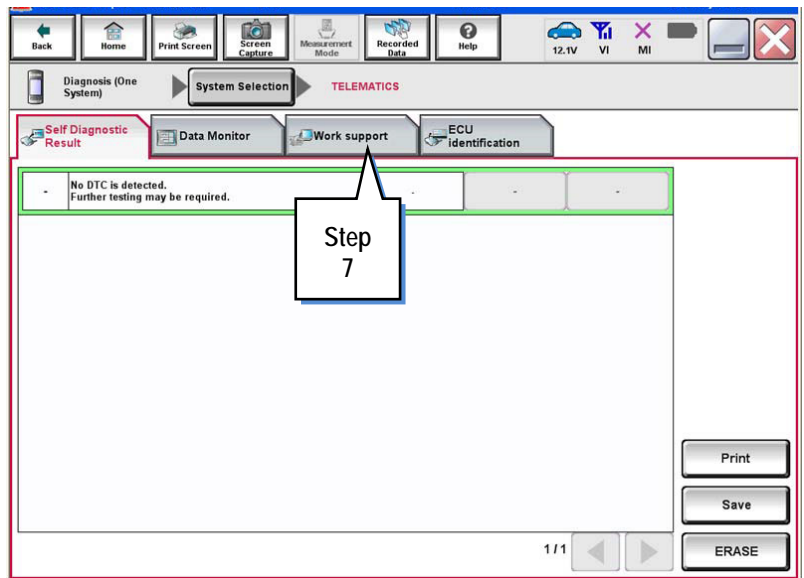 Back
Home
Print Screen
Screen
Capture
Measurement
Mode
Recorded
Data
Help
12.1V
VI
MI
Diagnosis (One
System)
System Selection
TELEMATICS
Self Diagnostic
Result
Data Monitor
Work support
ECU
identification
-
No DTC is detected.
Further testing may be required.
-
-
-
Step
7
Print
Save
1/1
ERASE